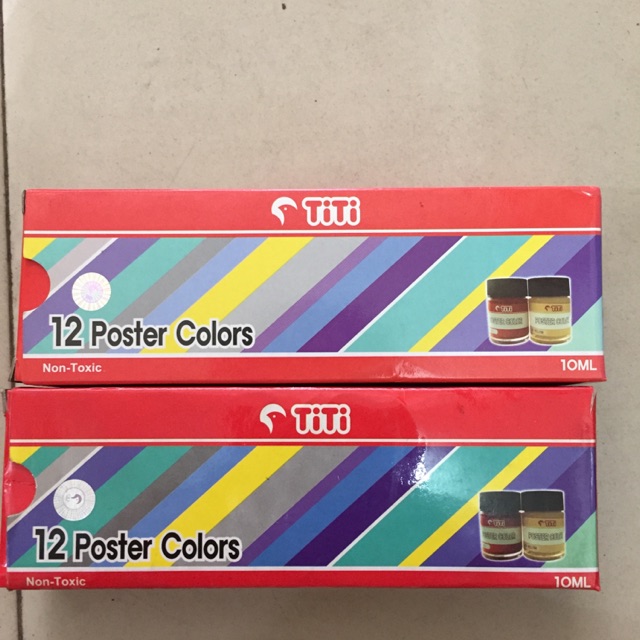 TiTi
12 Poster Colors
Non-Toxic
10ML
TiTi
12 Poster Colors
Non-Toxic
10ML